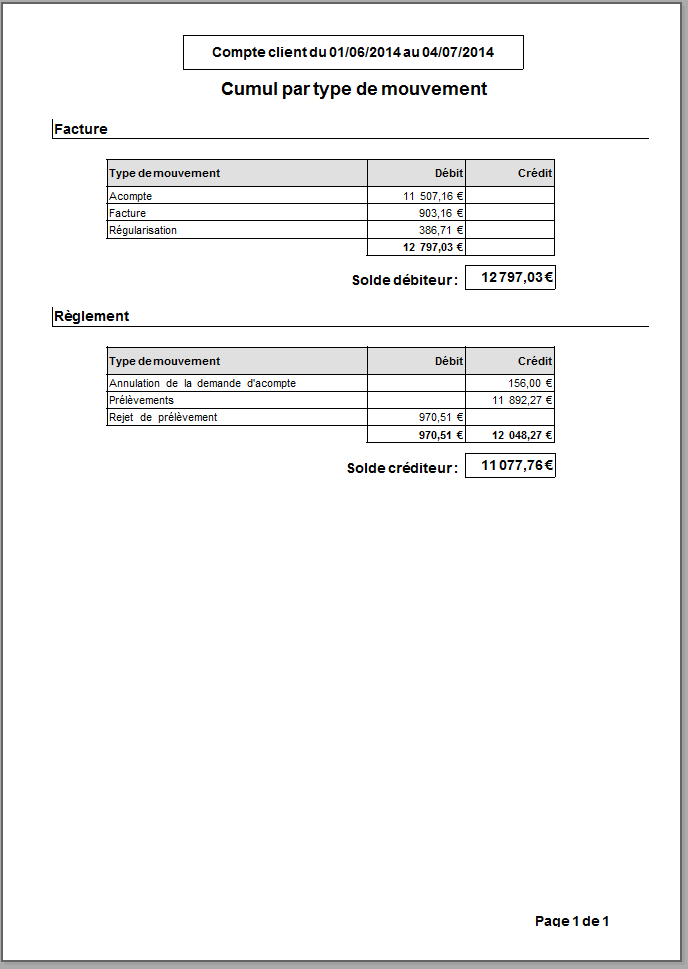 Compte client du 01/06/2014 au 04/07/2014
Cumul par type de mouvement
Facture
Type de mouvement Débit Crédit
Acompte 11 507,16 €
Facture 903,16 €
Régularisation 386,71 €
12 797,03 €
Solde débiteur : 12 797,03 €
Règlement
Type de mouvement Débit Crédit
Annulation de la demande d'acompte 156,00 €
Prélèvements 11 892,27 €
Rejet de prélèvement 970,51 €
970,51 € 12 048,27 €
Solde créditeur : 11 077,76 €
Page 1 de 1